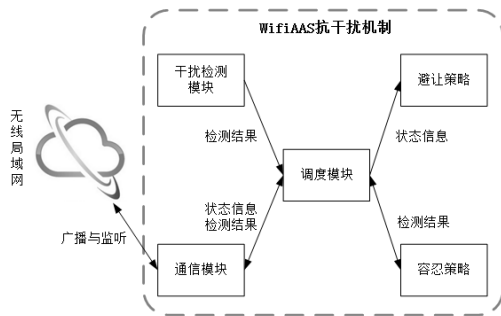 WifiAAS抗干扰机制
干扰检测
模块
避让策略
无
线
局
域
网
检测结果
状态信息
调度模块
状态信息
检测结果
检测结果
广播与监听
通信模块
容忍策略